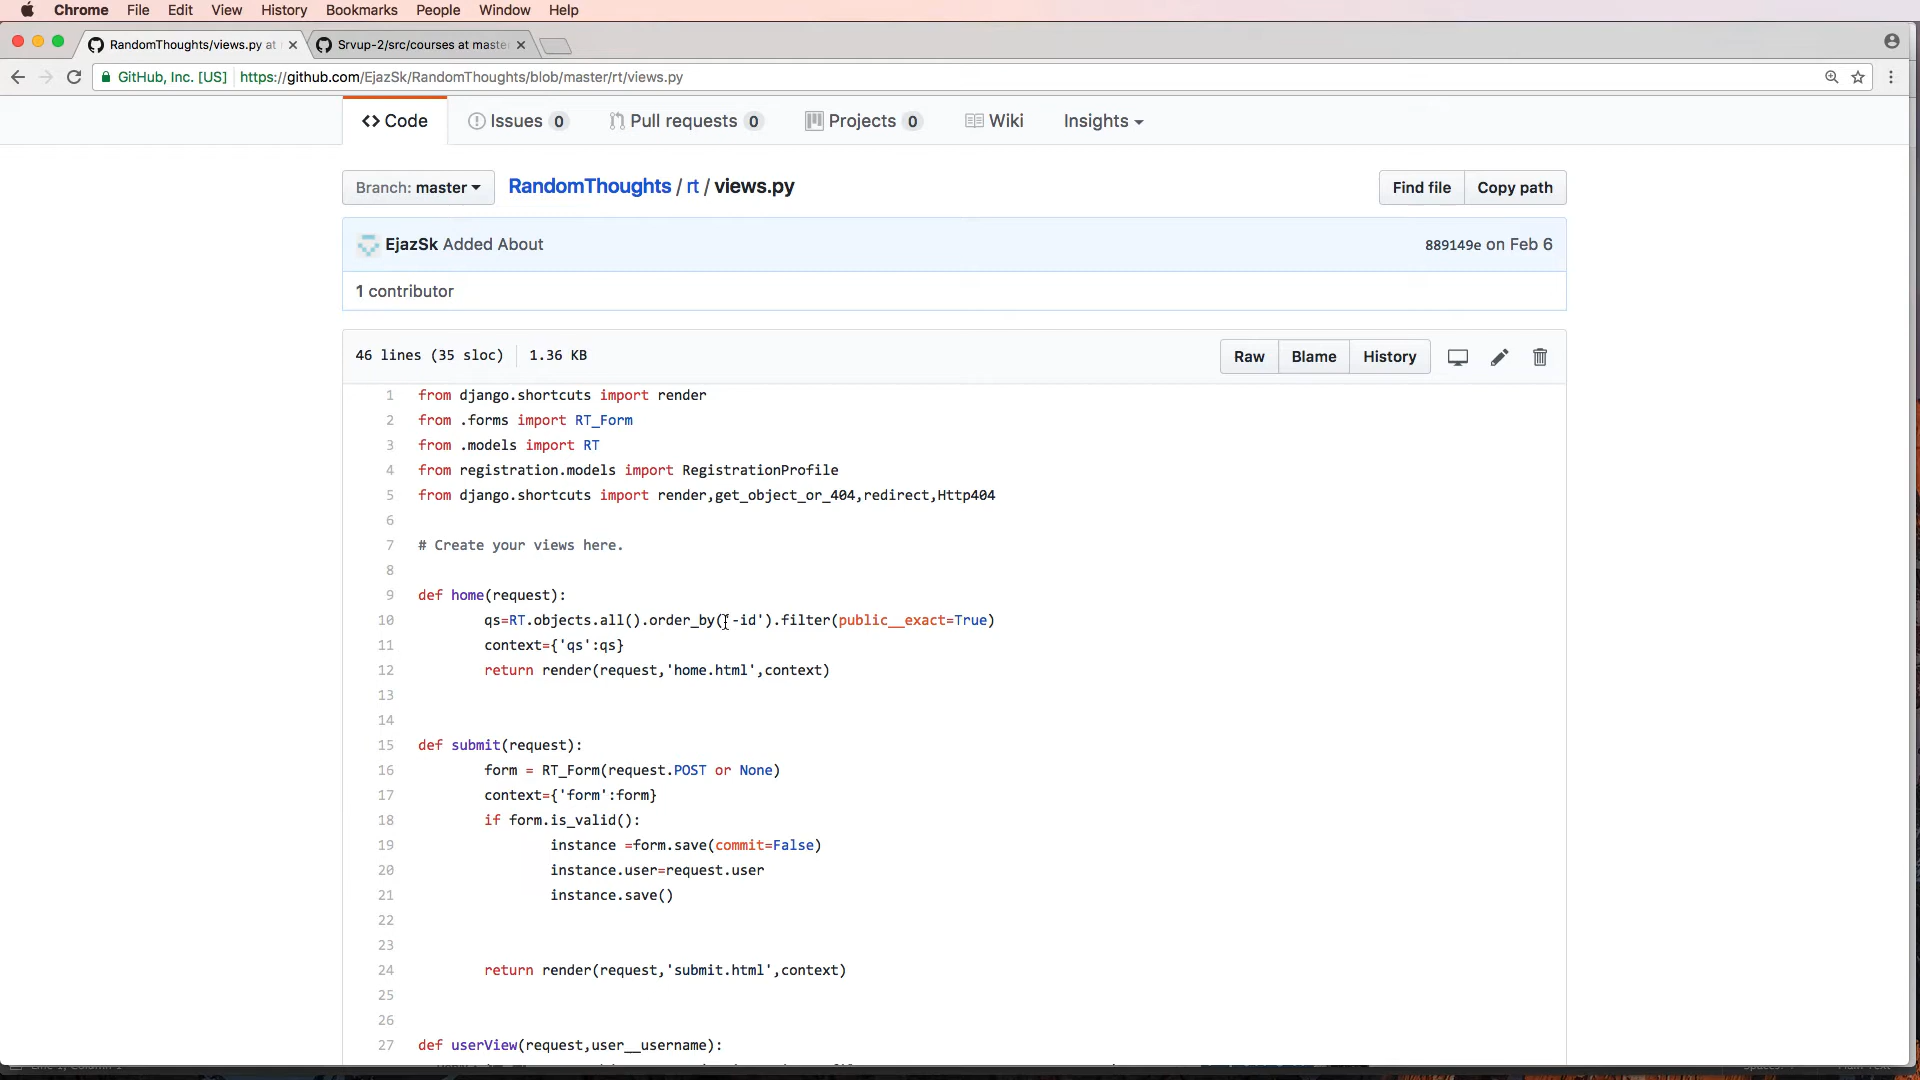 Chrome File Edit View History Bookmarks People Window Help
RandomThoughts/views.py at
Srvup-2/src/courses at maste
GitHub, Inc. [US] https://github.com/EjazSk/RandomThoughts/blob/master/rt/views.py
Code Issues 0 Pull requests 0 Projects 0 Wiki Insights
Branch: master RandomThoughts / rt / views.py Find file Copy path
EjazSk Added About 889149e on Feb 6
1 contributor
46 lines (35 sloc) 1.36 KB Raw Blame History
1 from django.shortcuts import render
2 from .forms import RT_Form
3 from .models import RT
4 from registration.models import RegistrationProfile
5 from django.shortcuts import render,get_object_or_404,redirect,Http404
6
7 # Create your views here.
8
9 def home(request):
10 qs=RT.objects.all().order_by('-id').filter(public__exact=True)
11 context={'qs':qs}
12 return render(request,'home.html',context)
13
14
15 def submit(request):
16 form = RT_Form(request.POST or None)
17 context={'form':form}
18 if form.is_valid():
19 instance =form.save(commit=False)
20 instance.user=request.user
21 instance.save()
22
23
24 return render(request,'submit.html',context)
25
26
27 def userView(request,user__username):